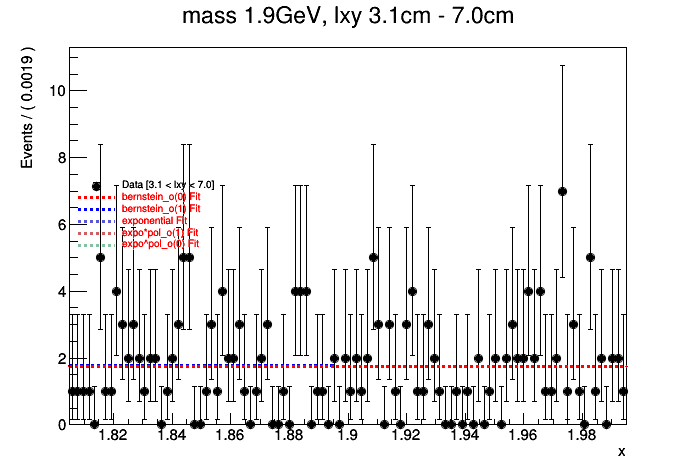 mass 1.9GeV, lxy 3.1cm - 7.0cm
Events / ( 0.0019 )
10
8
6
4
2
0
Data [3.1 < lxy < 7.0]
bernstein_o(0) Fit
bernstein_o(1) Fit
exponential Fit
expo*pol_o(1) Fit
expo^pol_o(0) Fit
1.82 1.84 1.86 1.88 1.9 1.92 1.94 1.96 1.98
x